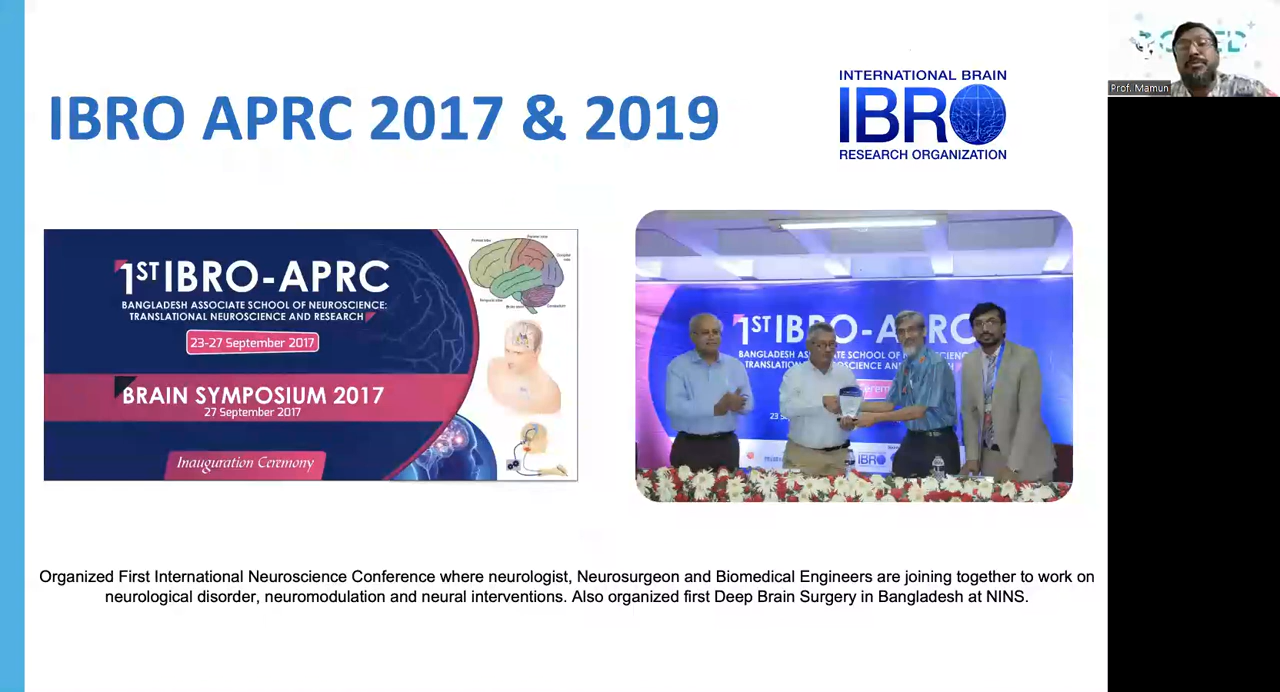 IBRO APRC 2017 & 2019
INTERNATIONAL BRAIN
IBRO
RESEARCH ORGANIZATION
Prof. Mamun
1ST IBRO-APRC
BANGLADESH ASSOCIATE SCHOOL OF NEUROSCIENCE:
TRANSLATIONAL NEUROSCIENCE AND RESEARCH
23-27 September 2017
BRAIN SYMPOSIUM 2017
27 September 2017
Inauguration Ceremony
1ST IBRO-APRC
BANGLADESH ASSOCIATE SCHOOL OF
TRANSLATIONAL
AND
IBRO
Organized First International Neuroscience Conference where neurologist, Neurosurgeon and Biomedical Engineers are joining together to work on
neurological disorder, neuromodulation and neural interventions. Also organized first Deep Brain Surgery in Bangladesh at NINS.